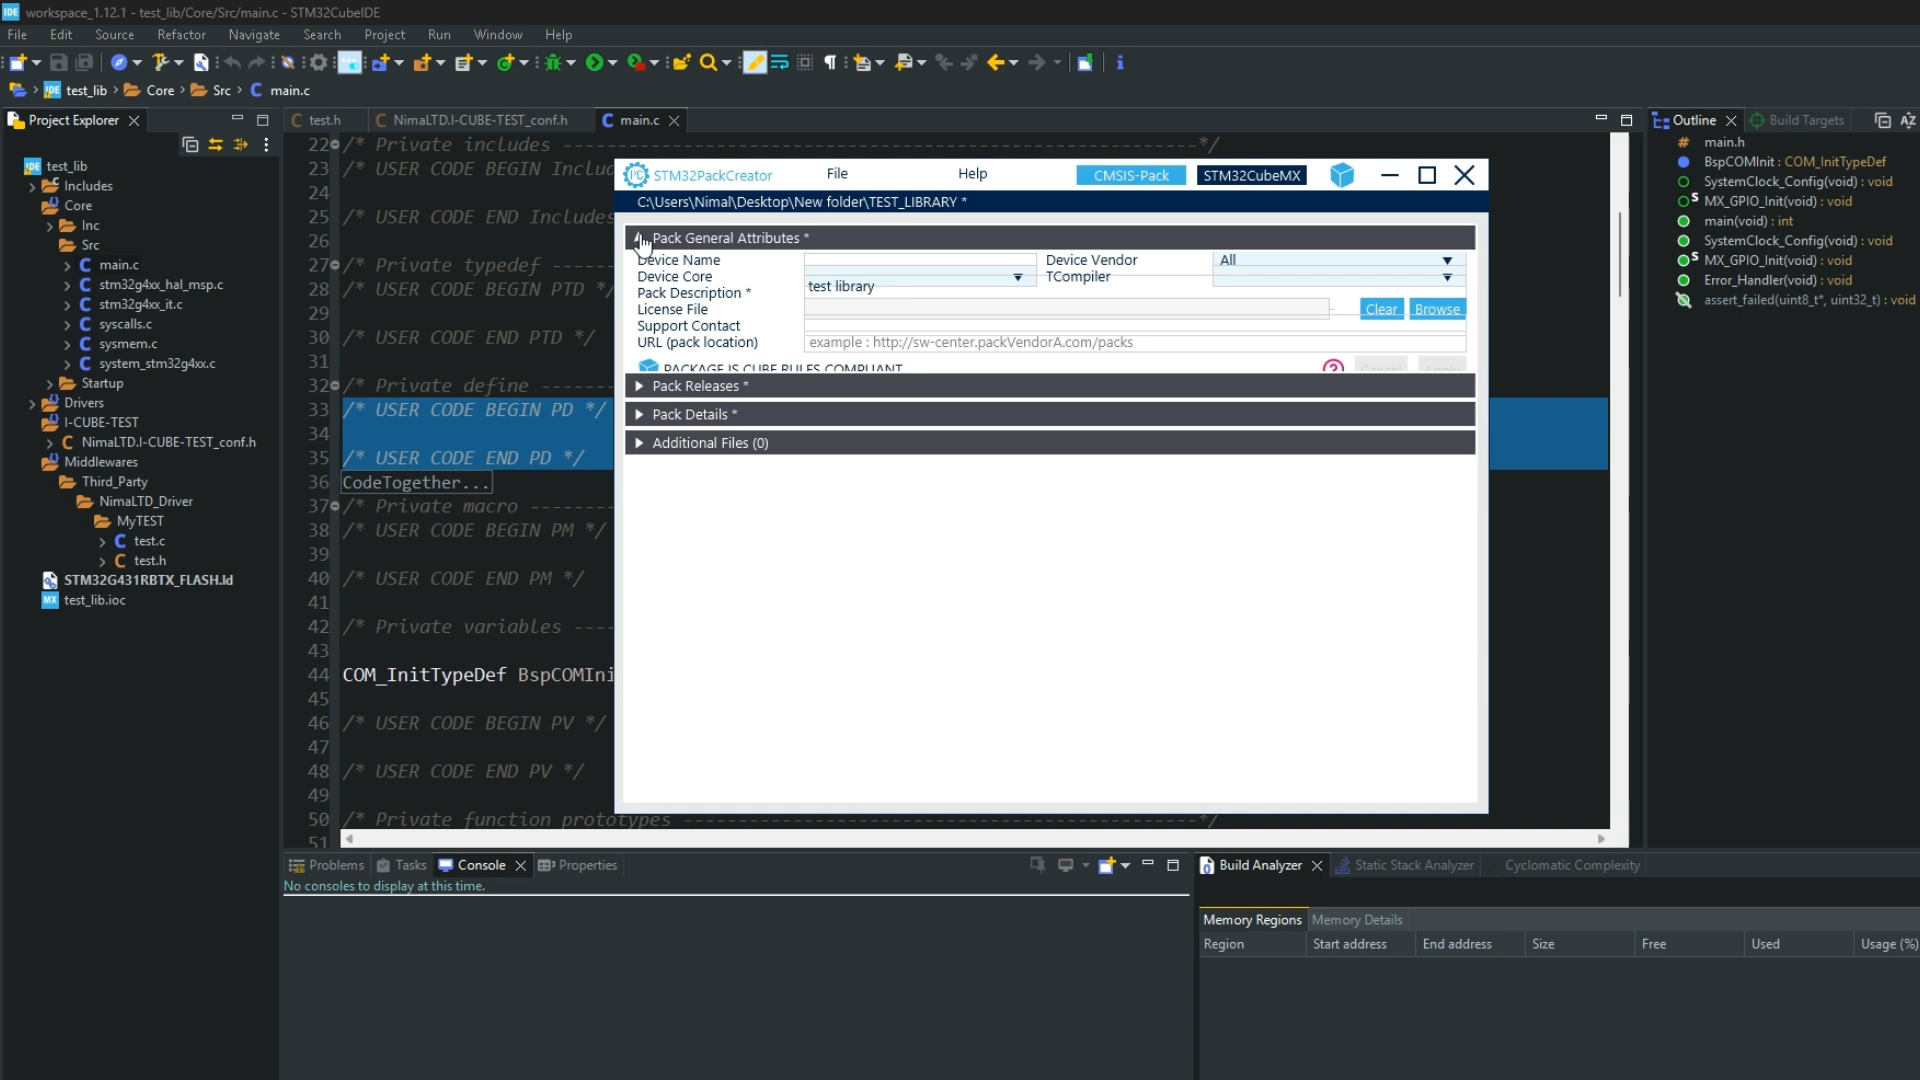 IDE workspace_1.12.1 - test_lib/Core/Src/main.c - STM32CubeIDE
File Edit Source Refactor Navigate Search Project Run Window Help
IDE test_lib Core Src C main.c
Project Explorer
test_lib
Includes
Core
Inc
Src
main.c
stm32g4xx_hal_msp.c
stm32g4xx_it.c
syscalls.c
sysmem.c
system_stm32g4xx.c
Startup
Drivers
I-CUBE-TEST
NimaLTD.I-CUBE-TEST_conf.h
Middlewares
Third_Party
NimaLTD_Driver
MyTEST
test.c
test.h
STM32G431RBTX_FLASH.ld
MX test_lib.ioc
test.h NimaLTD.I-CUBE-TEST_conf.h main.c
22 /* Private includes -----------------------------------------------*/
23 /* USER CODE BEGIN Includ
24
25 /* USER CODE END Includes
26
27 /* Private typedef -----
28 /* USER CODE BEGIN PTD */
29
30 /* USER CODE END PTD */
31
32 /* Private define ------
33 /* USER CODE BEGIN PD */
34
35 /* USER CODE END PD */
36 CodeTogether...
37 /* Private macro -------
38 /* USER CODE BEGIN PM */
39
40 /* USER CODE END PM */
41
42 /* Private variables ----
43
44 COM_InitTypeDef BspCOMIni
45
46 /* USER CODE BEGIN PV */
47
48 /* USER CODE END PV */
49
50 /* Private function prototypes -----------------------------------------------*/
51
STM32PackCreator File Help CMSIS-Pack STM32CubeMX
C:\Users\Nima\Desktop\New folder\TEST_LIBRARY *
Pack General Attributes *
Device Name Device Vendor All
Device Core TCompiler
Pack Description * test library
License File Clear Browse
Support Contact
URL (pack location) example : http://sw-center.packVendorA.com/packs
PACKAGE IS CUBE RULES COMPLIANT ? Cancel Apply
Pack Releases *
Pack Details *
Additional Files (0)
Outline Build Targets
main.h
BspCOMInit : COM_InitTypeDef
SystemClock_Config(void) : void
MX_GPIO_Init(void) : void
main(void) : int
SystemClock_Config(void) : void
MX_GPIO_Init(void) : void
Error_Handler(void) : void
assert_failed(uint8_t*, uint32_t) : void
Problems Tasks Console Properties
No consoles to display at this time.
Build Analyzer Static Stack Analyzer Cyclomatic Complexity
Memory Regions Memory Details
Region Start address End address Size Free Used Usage (%)